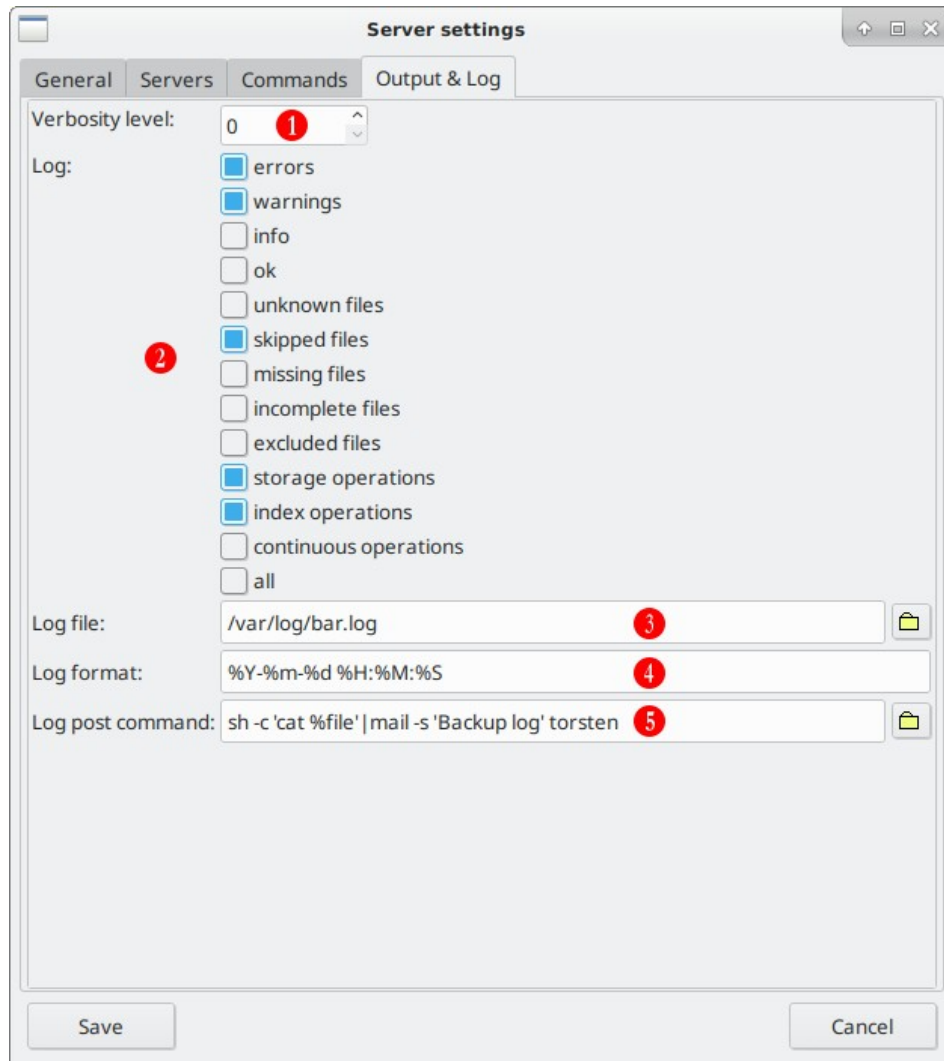 Server settings
General Servers Commands Output & Log
Verbosity level: 0 1
Log: errors
warnings
info
ok
unknown files
skipped files
2 missing files
incomplete files
excluded files
storage operations
index operations
continuous operations
all
Log file: /var/log/bar.log 3
Log format: %Y-%m-%d %H:%M:%S 4
Log post command: sh -c 'cat %file'|mail -s 'Backup log' torsten 5
Save Cancel